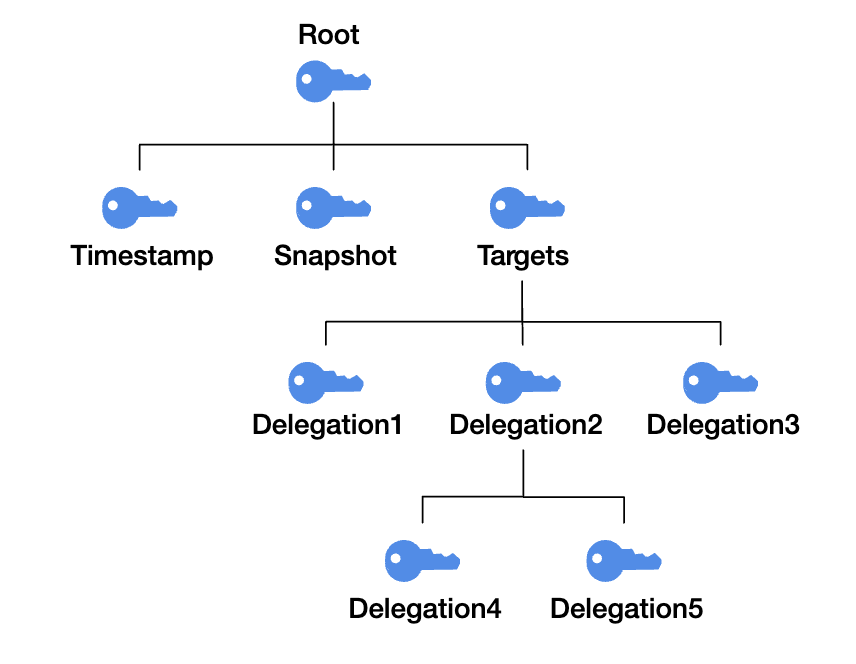 Root
Timestamp
Snapshot
Targets
Delegation1
Delegation2
Delegation3
Delegation4
Delegation5